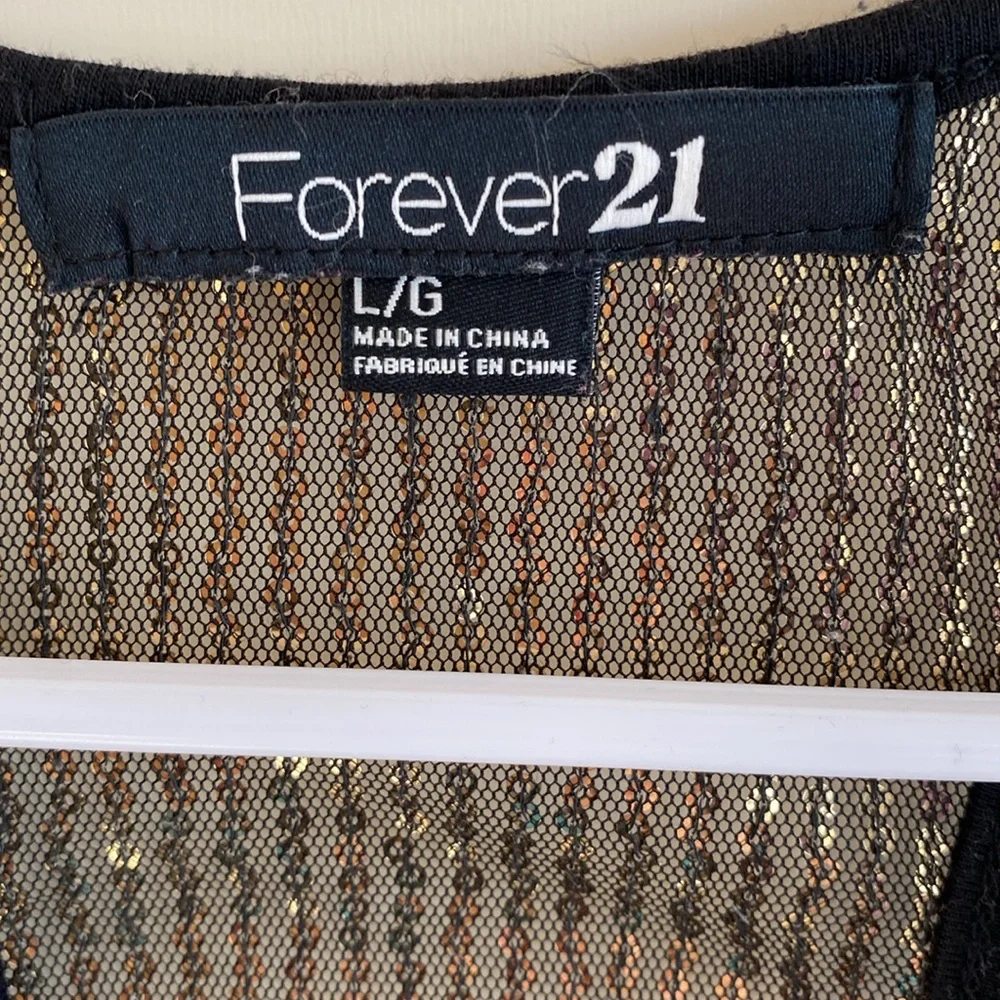 Forever21
L/G
MADE IN CHINA
FABRIQUÉ EN CHINE